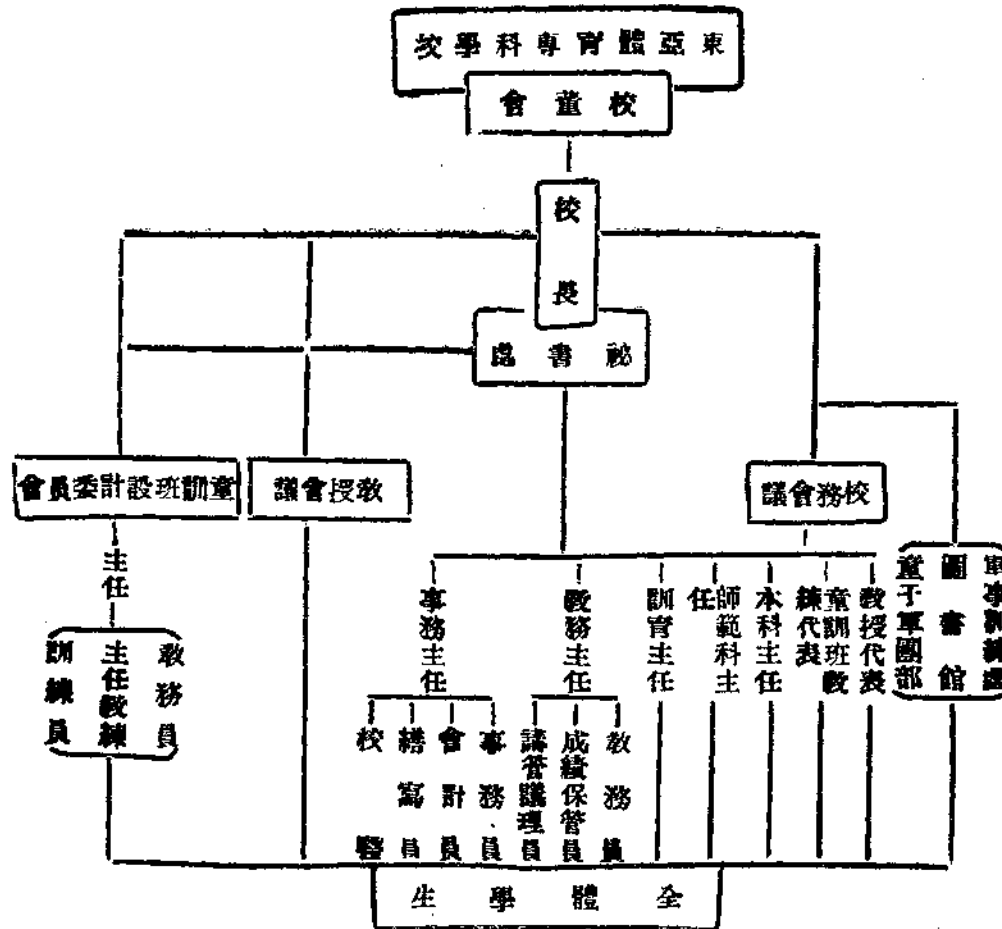 東亞體育專科學校
校董會
校長
祕書處
校務會議
教授會議
童訓班設計委員會
圖書館
童子軍團部
教授代表
童訓班教練代表
本科主任
師範科主任
訓育主任
教務主任
事務主任
主任
教務員
主任教練
訓練員
教務員
成績保管員
事務員
會計員
繕寫員
校醫
全體學生